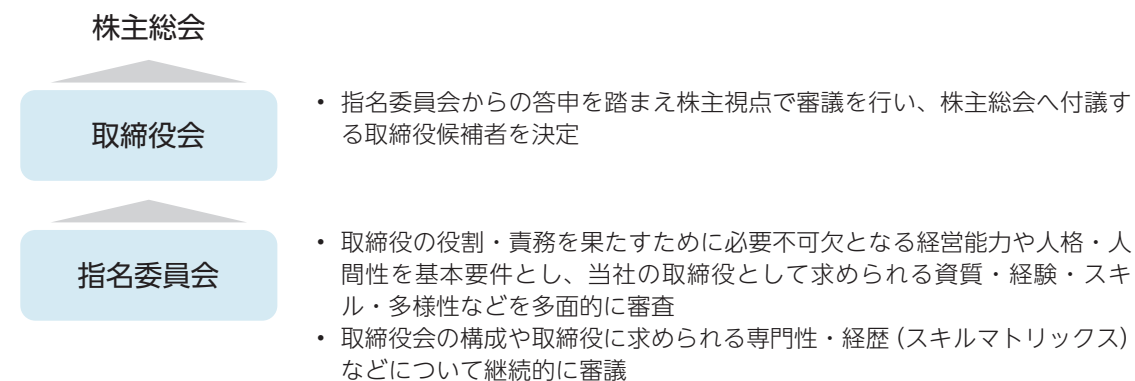 株主総会
取締役会
• 指名委員会からの答申を踏まえ株主視点で審議を行い、株主総会へ付議す
る取締役候補者を決定
指名委員会
• 取締役の役割・責務を果たすために必要不可欠となる経営能力や人格・人
間性を基本要件とし、当社の取締役として求められる資質・経験・スキ
ル・多様性などを多面的に審査
• 取締役会の構成や取締役に求められる専門性・経歴 (スキルマトリックス)
などについて継続的に審議